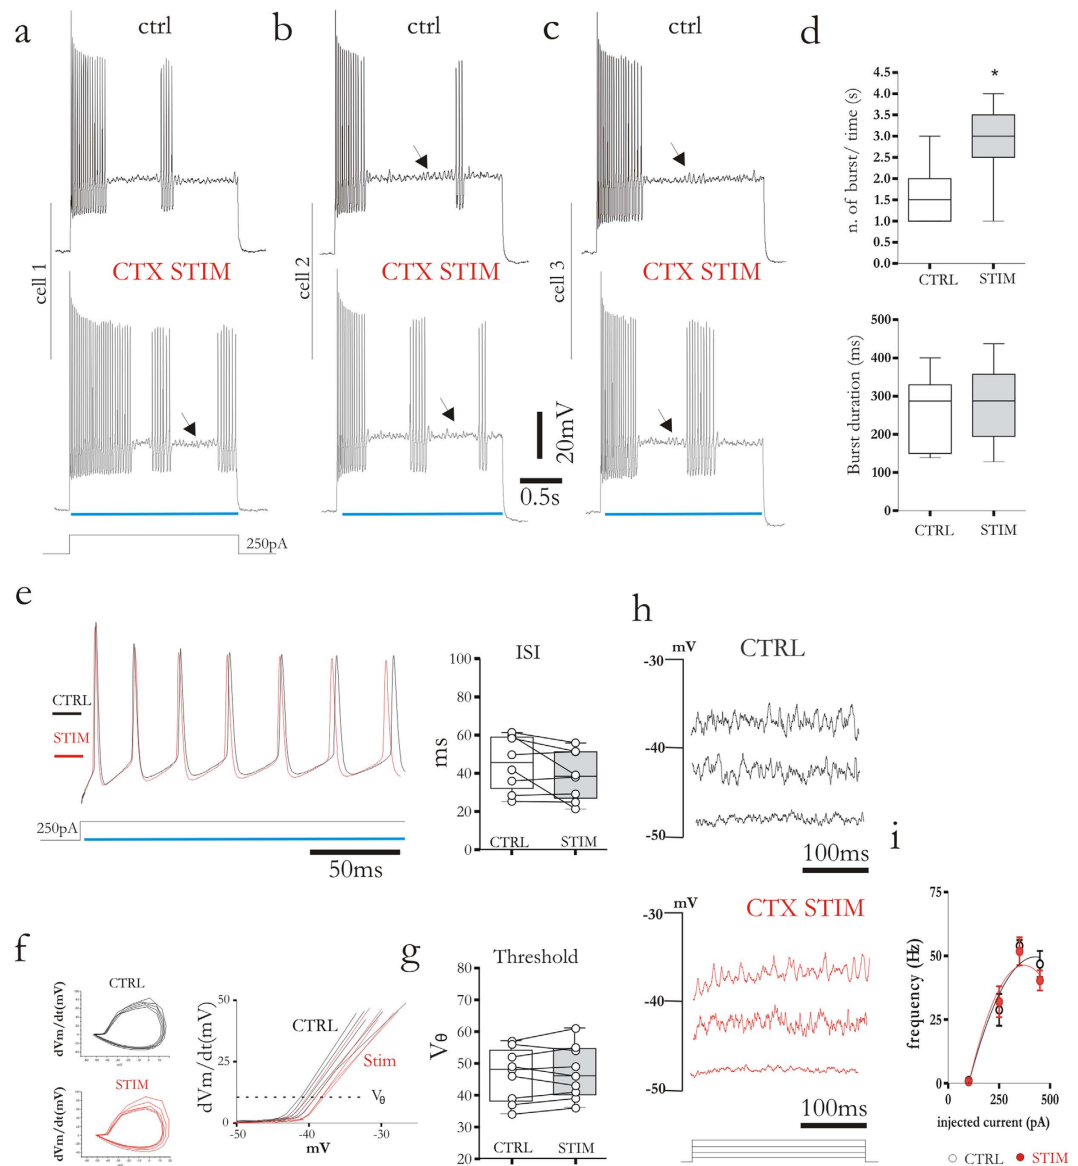 a
ctrl
b
ctrl
c
ctrl
d
cell 1
CTX STIM
cell 2
CTX STIM
cell 3
CTX STIM
20mV
0.5s
250pA
n. of burst/ time (s)
4.5
4.0
3.5
3.0
2.5
2.0
1.5
1.0
0.5
0.0
*
CTRL
STIM
Burst duration (ms)
500
400
300
200
100
0
CTRL
STIM
e
CTRL
STIM
250pA
50ms
ISI
ms
100
80
60
40
20
0
CTRL
STIM
h
mV
CTRL
-30
-40
-50
100ms
mV
CTX STIM
-30
-40
-50
100ms
i
frequency (Hz)
75
50
25
0
0
250
500
injected current (pA)
CTRL
STIM
f
CTRL
dVm/dt(mV)
STIM
dVm/dt(mV)
dVm/dt(mV)
50
25
0
CTRL
Stim
Vθ
-50
-40
-30
mV
g
Threshold
Vθ
80
70
60
50
40
30
20
CTRL
STIM